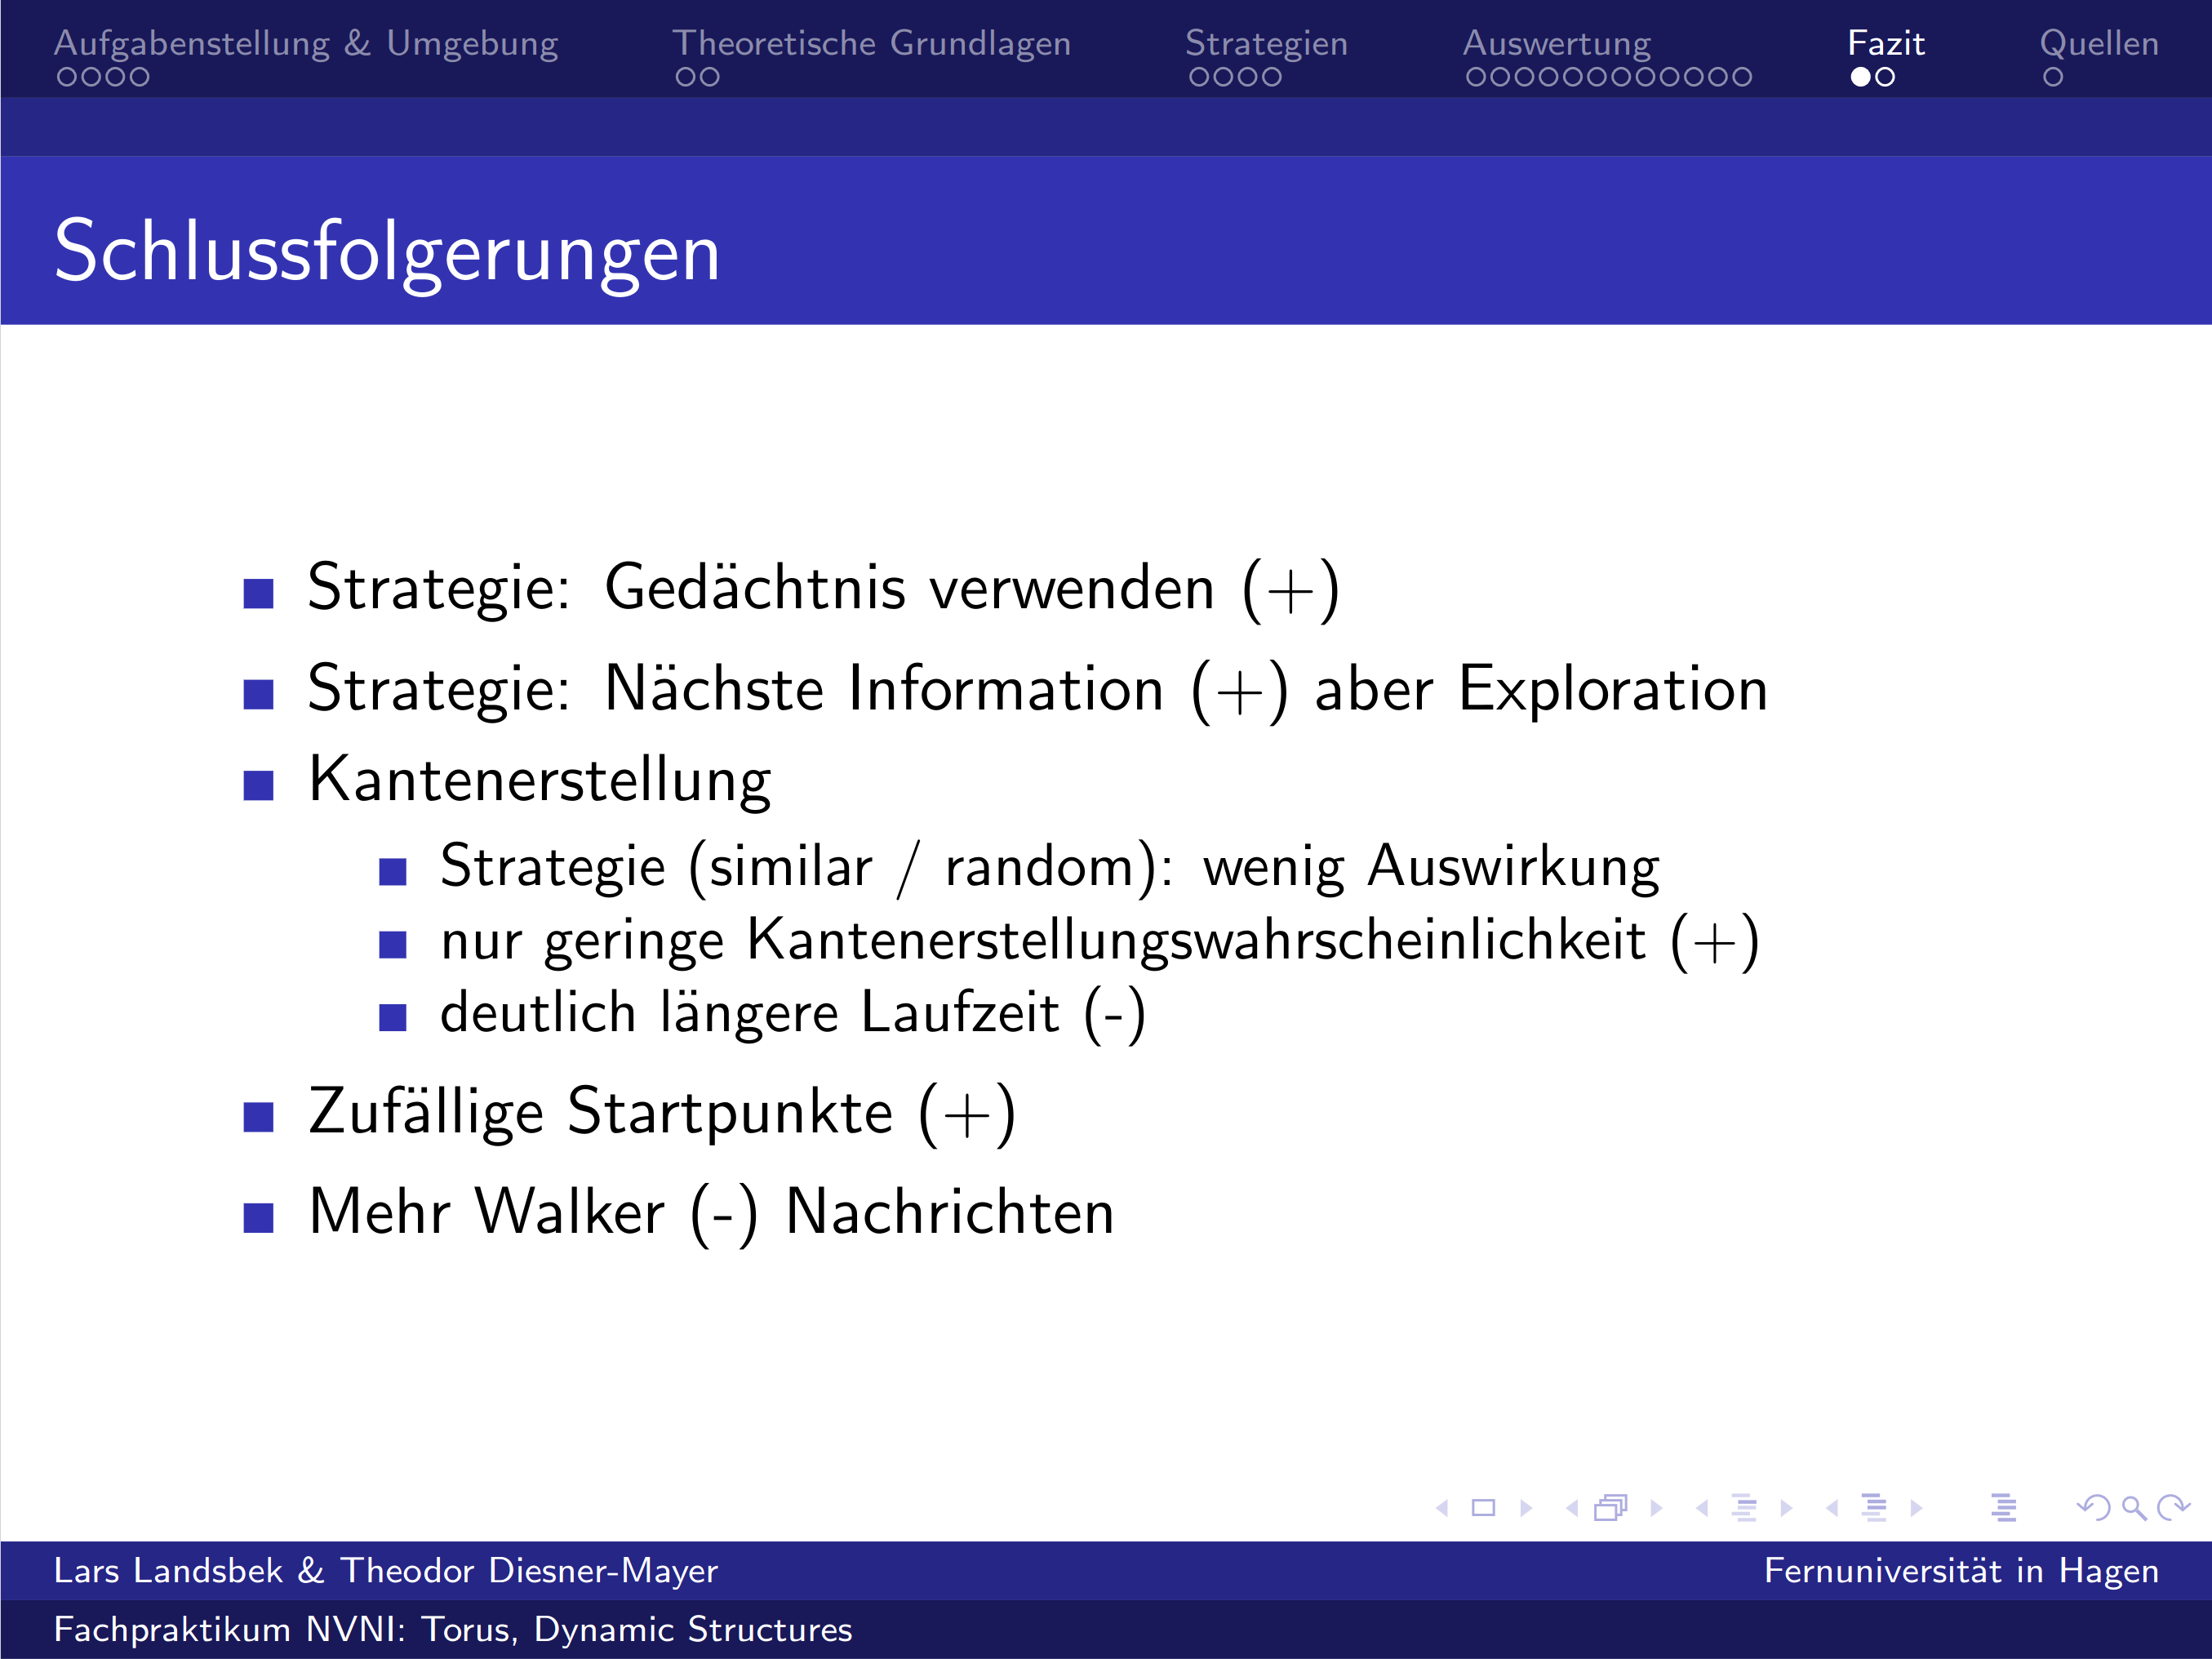 Aufgabenstellung & Umgebung Theoretische Grundlagen Strategien Auswertung Fazit Quellen
Schlussfolgerungen
Strategie: Gedächtnis verwenden (+)
Strategie: Nächste Information (+) aber Exploration
Kantenerstellung
Strategie (similar / random): wenig Auswirkung
nur geringe Kantenerstellungswahrscheinlichkeit (+)
deutlich längere Laufzeit (-)
Zufällige Startpunkte (+)
Mehr Walker (-) Nachrichten
Lars Landsbek & Theodor Diesner-Mayer Fernuniversität in Hagen
Fachpraktikum NVNI: Torus, Dynamic Structures